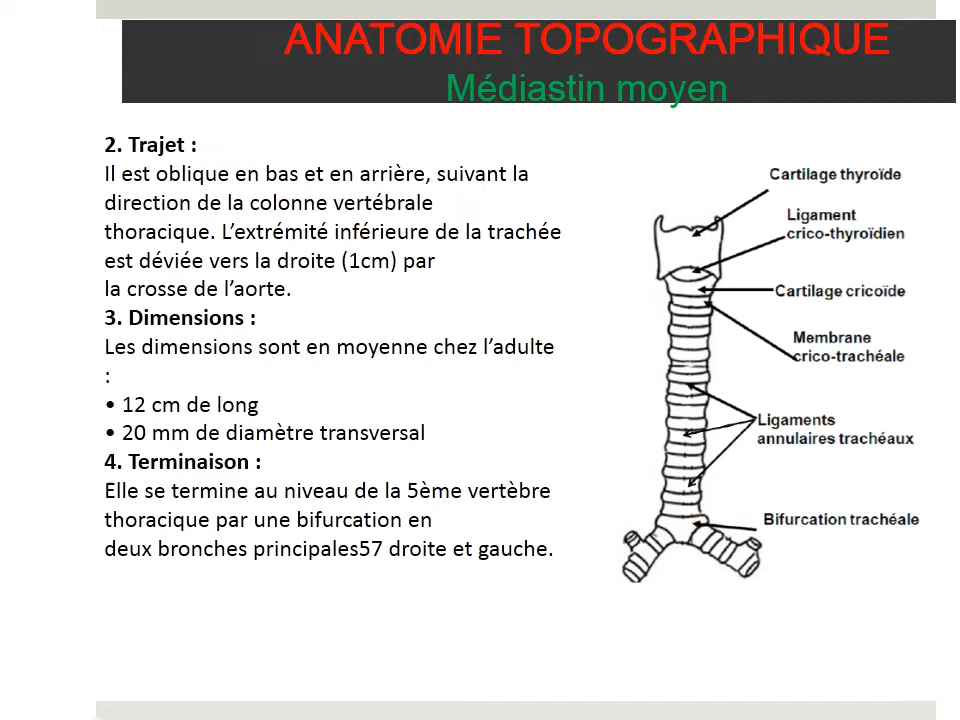 ANATOMIE TOPOGRAPHIQUE
Médiastin moyen
2. Trajet :
Il est oblique en bas et en arrière, suivant la
direction de la colonne vertébrale
thoracique. L’extrémité inférieure de la trachée
est déviée vers la droite (1cm) par
la crosse de l’aorte.
3. Dimensions :
Les dimensions sont en moyenne chez l’adulte
:
• 12 cm de long
• 20 mm de diamètre transversal
4. Terminaison :
Elle se termine au niveau de la 5ème vertèbre
thoracique par une bifurcation en
deux bronches principales57 droite et gauche.
Cartilage thyroïde
Ligament
crico-thyroïdien
Cartilage cricoïde
Membrane
crico-trachéale
Ligaments
annulaires trachéaux
Bifurcation trachéale